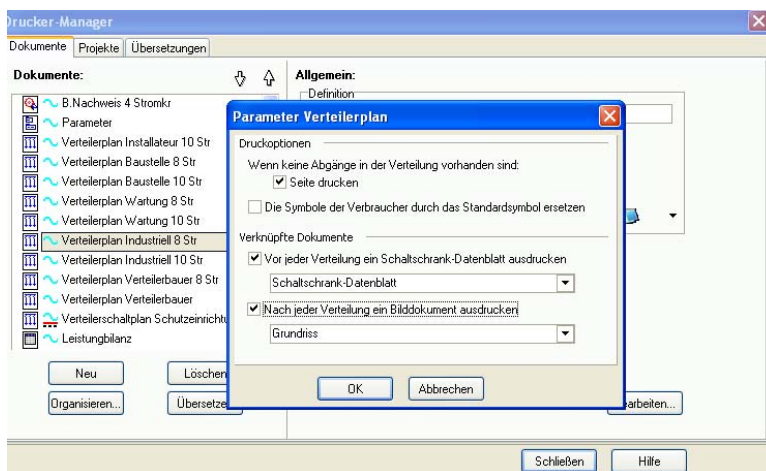 Drucker-Manager
Dokumente Projekte Übersetzungen
Dokumente:
B.Nachweis 4 Stromkr
Parameter
Verteilerplan Installateur 10 Str
Verteilerplan Baustelle 8 Str
Verteilerplan Baustelle 10 Str
Verteilerplan Wartung 8 Str
Verteilerplan Wartung 10 Str
Verteilerplan Industriell 8 Str
Verteilerplan Industriell 10 Str
Verteilerplan Verteilerbauer 8 Str
Verteilerplan Verteilerbauer
Verteilerschaltplan Schutzeinricht
Leistungbilanz
Neu
Löschen
Organisieren...
Übersetze
Allgemein:
Definition
Parameter Verteilerplan
Druckoptionen
Wenn keine Abgänge in der Verteilung vorhanden sind:
Seite drucken
Die Symbole der Verbraucher durch das Standardsymbol ersetzen
Verknüpfte Dokumente
Vor jeder Verteilung ein Schaltschrank-Datenblatt ausdrucken
Schaltschrank-Datenblatt
Nach jeder Verteilung ein Bilddokument ausdrucken
Grundriss
OK
Abbrechen
earbeiten...
Schließen
Hilfe